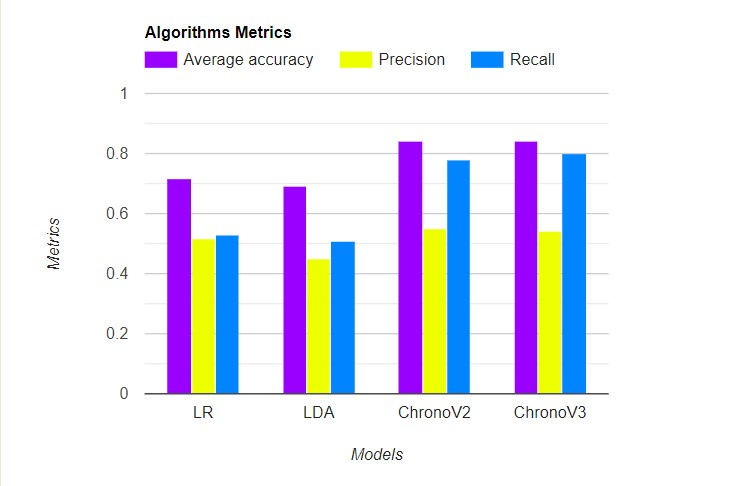 Algorithms Metrics
Average accuracy Precision Recall
1
0.8
0.6
0.4
0.2
0
Metrics
LR LDA ChronoV2 ChronoV3
Models